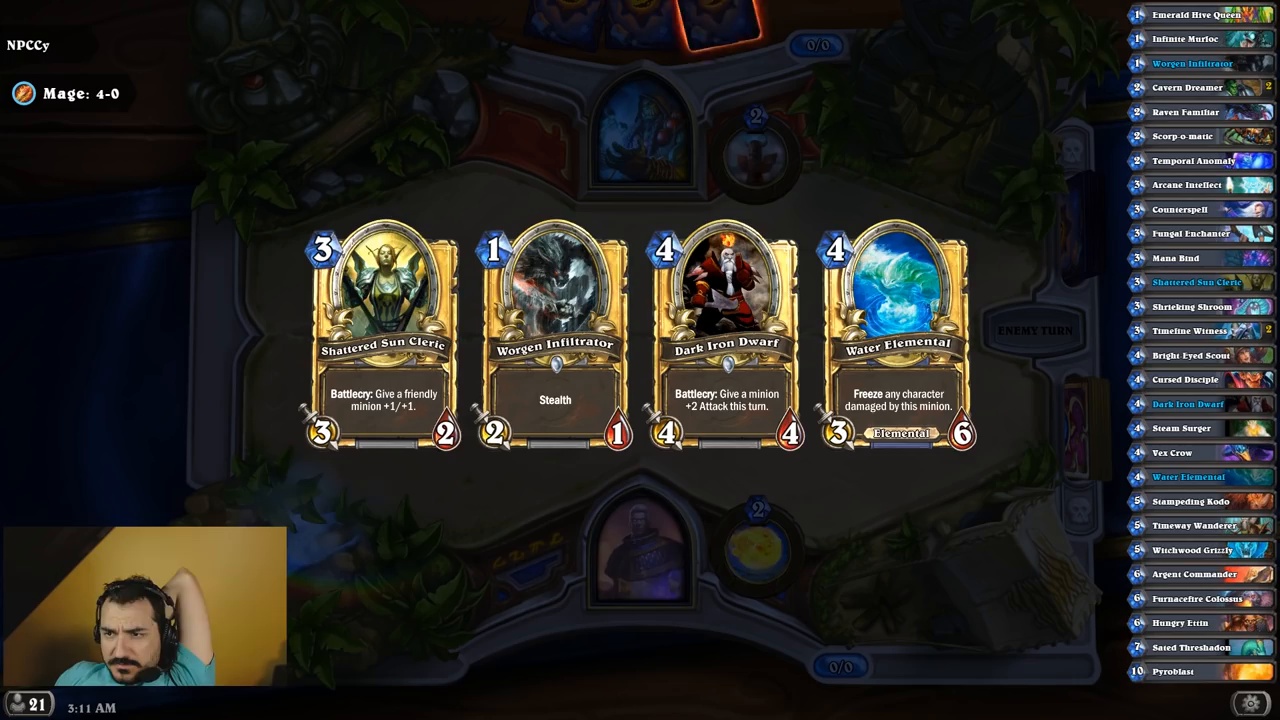 NPCCy
Mage: 4-0
0/0
2
3
Shattered Sun Cleric
Battlecry: Give a friendly
minion +1/+1.
3
2
1
Worgen Infiltrator
Stealth
2
1
4
Dark Iron Dwarf
Battlecry: Give a minion
+2 Attack this turn.
4
4
4
Water Elemental
Freeze any character
damaged by this minion.
3
Elemental
6
ENEMY TURN
2
0/0
21
3:11 AM
1 Emerald Hive Queen
1 Infinite Murloc
1 Worgen Infiltrator
2 Cavern Dreamer 2
2 Raven Familiar
2 Scorp-o-matic
2 Temporal Anomaly
3 Arcane Intellect
3 Counterspell
3 Fungal Enchanter
3 Mana Bind
3 Shattered Sun Cleric
3 Shrieking Shroom
3 Timeline Witness 2
4 Bright Eyed Scout
4 Cursed Disciple
4 Dark Iron Dwarf
4 Steam Surger
4 Vex Crow
4 Water Elemental
5 Stampeding Kodo
5 Timeway Wanderer
5 Witchwood Grizzly
6 Argent Commander
6 Furnacefire Colossus
6 Hungry Ettin
7 Sated Threshadon
10 Pyroblast